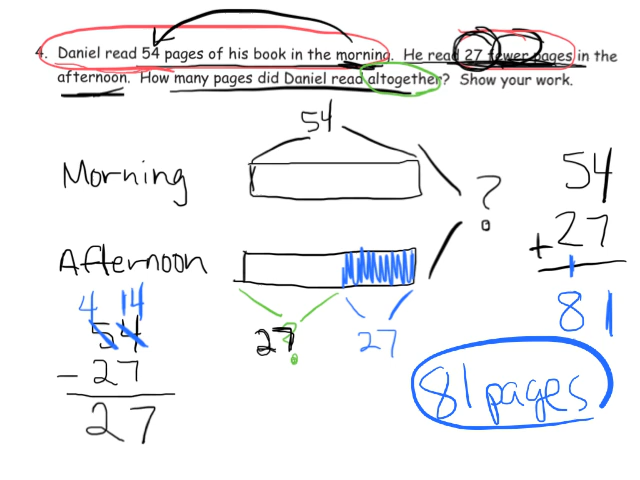 4. Daniel read 54 pages of his book in the morning. He read 27 fewer pages in the
afternoon. How many pages did Daniel read altogether? Show your work.
54
Morning
?
54
+ 27
1
81
Afternoon
4 14
54
- 27
27
27 ?
27
81 pages